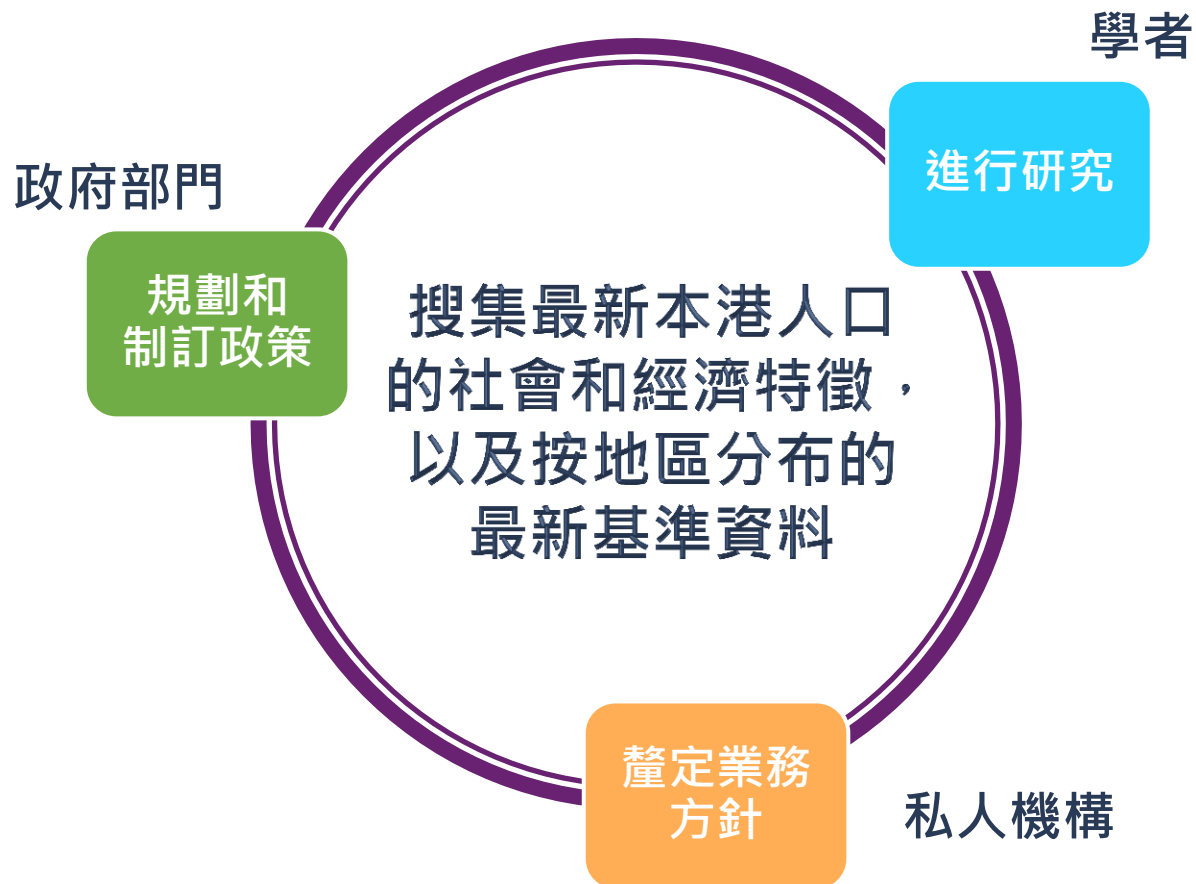 學者
進行研究
政府部門
規劃和
制訂政策
搜集最新本港人口
的社會和經濟特徵，
以及按地區分布的
最新基準資料
釐定業務
方針
私人機構